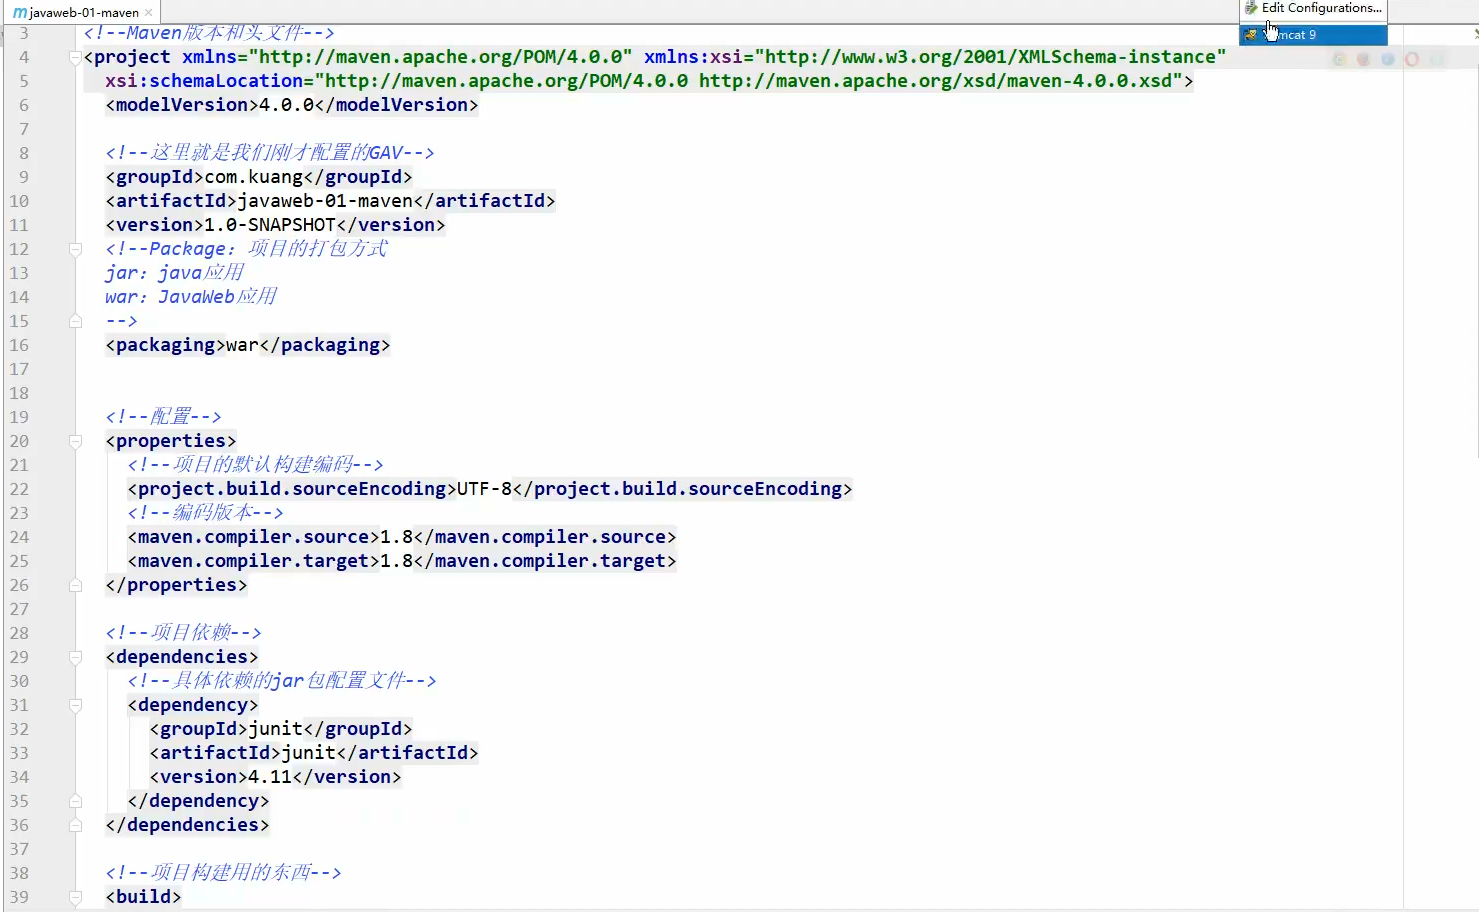 javaweb-01-maven
Edit Configurations...
mcat 9
3 <!--Maven版本和头文件-->
4 <project xmlns="http://maven.apache.org/POM/4.0.0" xmlns:xsi="http://www.w3.org/2001/XMLSchema-instance"
5 xsi:schemaLocation="http://maven.apache.org/POM/4.0.0 http://maven.apache.org/xsd/maven-4.0.0.xsd">
6 <modelVersion>4.0.0</modelVersion>
7
8 <!--这里就是我们刚才配置的GAV-->
9 <groupId>com.kuang</groupId>
10 <artifactId>javaweb-01-maven</artifactId>
11 <version>1.0-SNAPSHOT</version>
12 <!--Package: 项目的打包方式
13 jar: java应用
14 war: JavaWeb应用
15 -->
16 <packaging>war</packaging>
17
18
19 <!--配置-->
20 <properties>
21 <!--项目的默认构建编码-->
22 <project.build.sourceEncoding>UTF-8</project.build.sourceEncoding>
23 <!--编码版本-->
24 <maven.compiler.source>1.8</maven.compiler.source>
25 <maven.compiler.target>1.8</maven.compiler.target>
26 </properties>
27
28 <!--项目依赖-->
29 <dependencies>
30 <!--具体依赖的jar包配置文件-->
31 <dependency>
32 <groupId>junit</groupId>
33 <artifactId>junit</artifactId>
34 <version>4.11</version>
35 </dependency>
36 </dependencies>
37
38 <!--项目构建用的东西-->
39 <build>